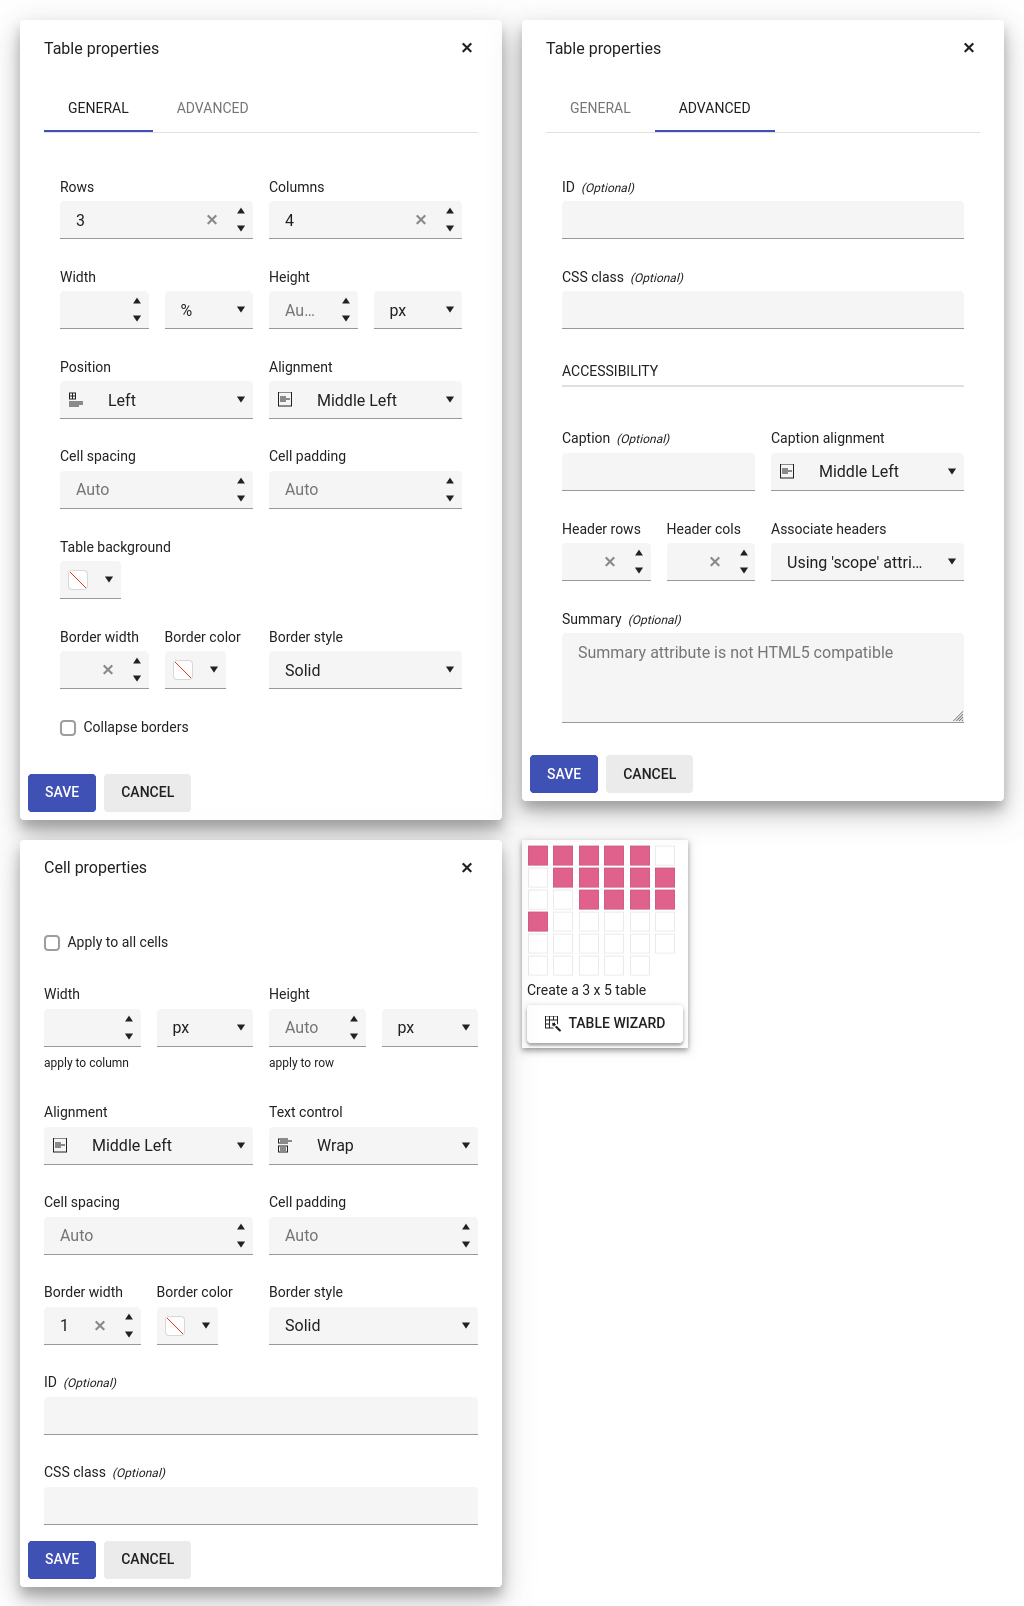 Table properties
GENERAL ADVANCED
Rows Columns
3 4
Width Height
% Au... px
Position Alignment
Left Middle Left
Cell spacing Cell padding
Auto Auto
Table background
Border width Border color Border style
Solid
Collapse borders
SAVE CANCEL
Table properties
GENERAL ADVANCED
ID (Optional)
CSS class (Optional)
ACCESSIBILITY
Caption (Optional) Caption alignment
Middle Left
Header rows Header cols Associate headers
Using 'scope' attri...
Summary (Optional)
Summary attribute is not HTML5 compatible
SAVE CANCEL
Cell properties
Apply to all cells
Width Height
px Auto px
apply to column apply to row
Alignment Text control
Middle Left Wrap
Cell spacing Cell padding
Auto Auto
Border width Border color Border style
1 Solid
ID (Optional)
CSS class (Optional)
SAVE CANCEL
Create a 3 x 5 table
TABLE WIZARD